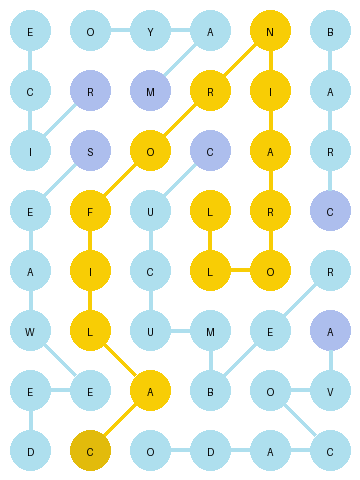 E O Y A N B
C R M R I A
I S O C A R
E F U L R C
A I C L O R
W L U M E A
E E A B O V
D C O D A C